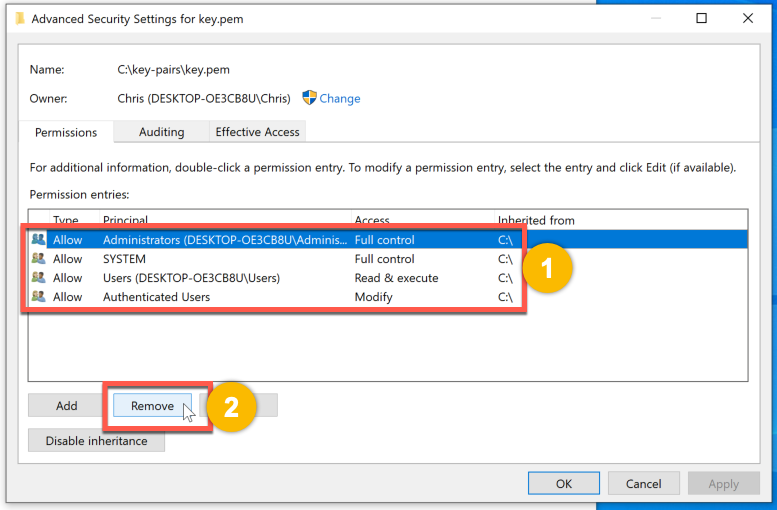 Advanced Security Settings for key.pem
Name: C:\key-pairs\key.pem
Owner: Chris (DESKTOP-OE3CB8U\Chris) Change
Permissions Auditing Effective Access
For additional information, double-click a permission entry. To modify a permission entry, select the entry and click Edit (if available).
Permission entries:
Type Principal Access Inherited from
Allow Administrators (DESKTOP-OE3CB8U\Adminis... Full control C:\
Allow SYSTEM Full control C:\
Allow Users (DESKTOP-OE3CB8U\Users) Read & execute C:\
Allow Authenticated Users Modify C:\
1
Add Remove 2
Disable inheritance
OK Cancel Apply